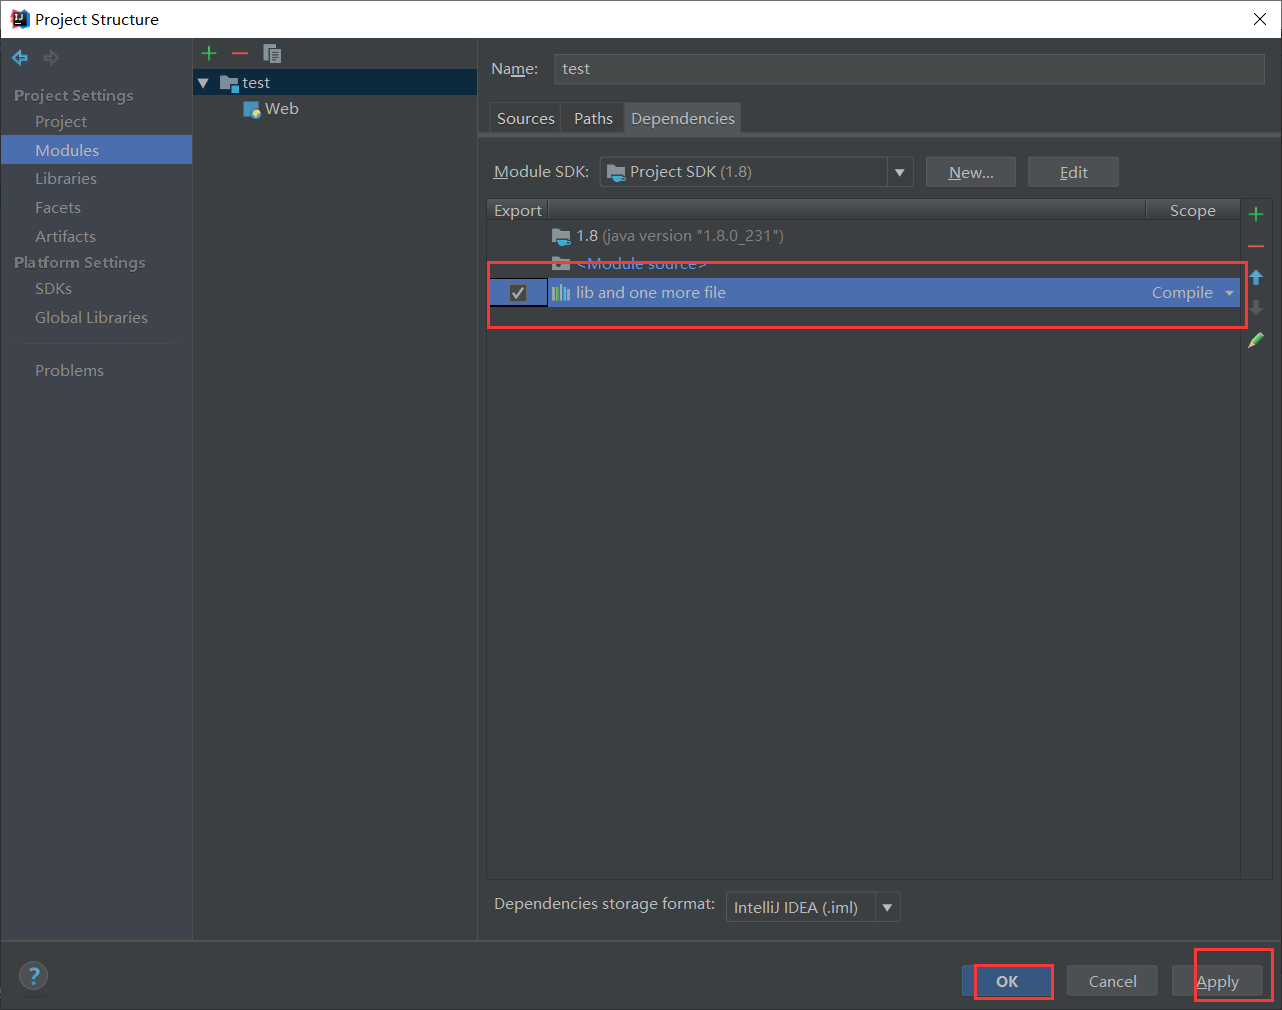 Project Structure
Project Settings
Project
Modules
Libraries
Facets
Artifacts
Platform Settings
SDKs
Global Libraries
Problems
test
Web
Name: test
Sources Paths Dependencies
Module SDK: Project SDK (1.8) New... Edit
Export Scope
1.8 (java version "1.8.0_231")
<Module source>
lib and one more file Compile
Dependencies storage format: IntelliJ IDEA (.iml)
? OK Cancel Apply